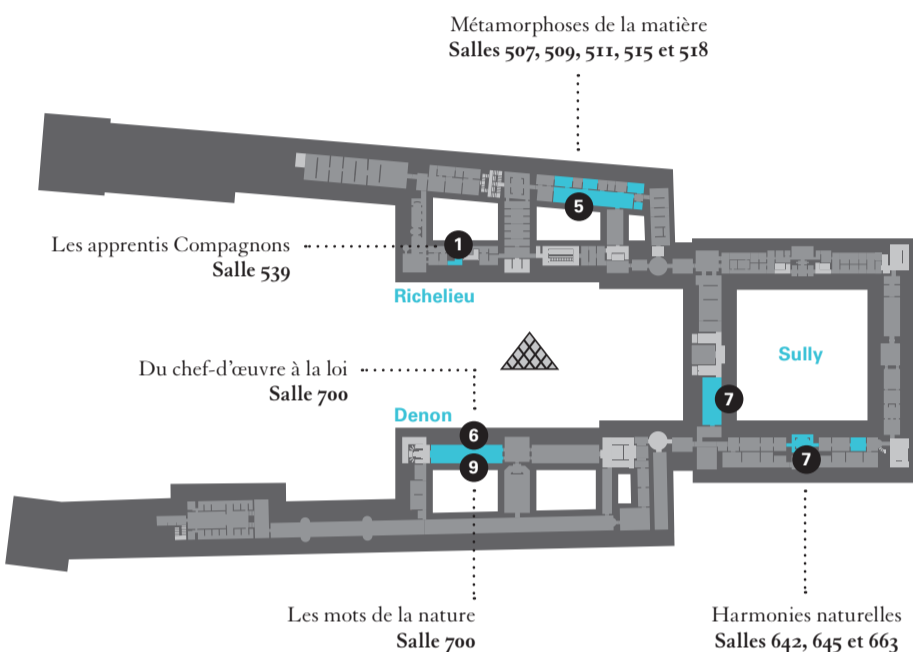 Métamorphoses de la matière
Salles 507, 509, 511, 515 et 518
5
1
Les apprentis Compagnons
Salle 539
Richelieu
Sully
Du chef-d'œuvre à la loi
Salle 700
7
Denon
6
9
7
Les mots de la nature
Salle 700
Harmonies naturelles
Salles 642, 645 et 663